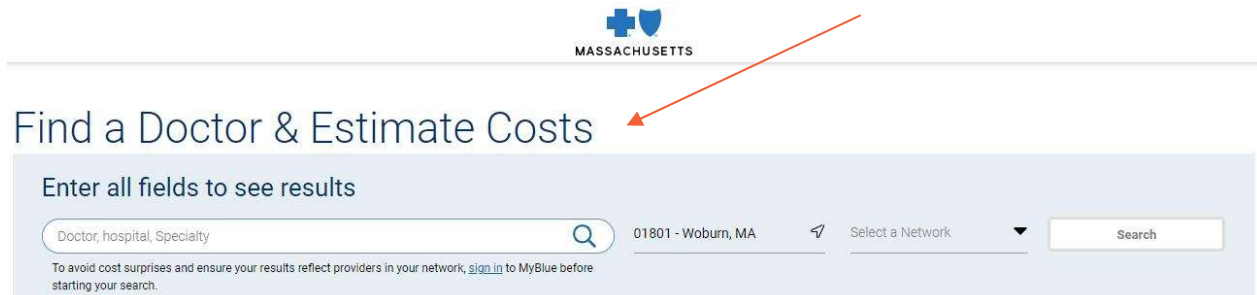 MASSACHUSETTS
Find a Doctor & Estimate Costs
Enter all fields to see results
Doctor, hospital, Specialty
01801 - Woburn, MA
Select a Network
Search
To avoid cost surprises and ensure your results reflect providers in your network, sign in to MyBlue before
starting your search.